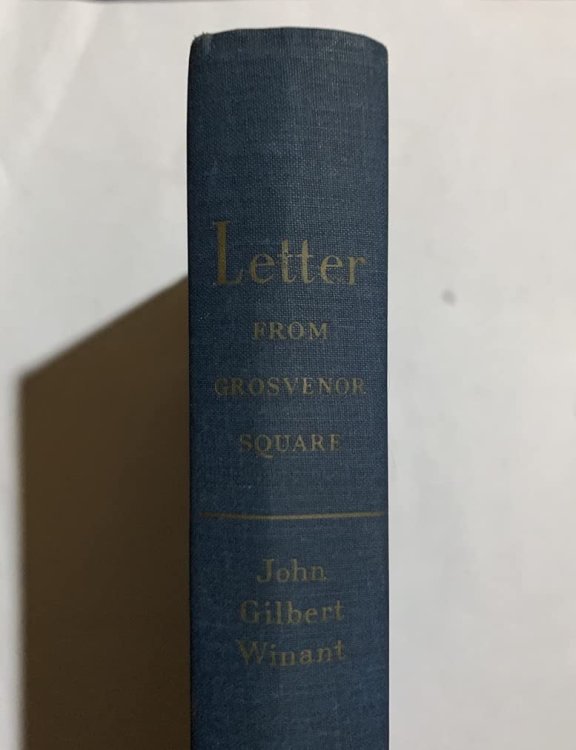 Letter
FROM
GROSVENOR
SQUARE
John
Gilbert
Winant